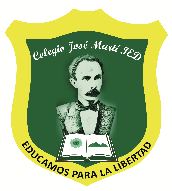 Colegio José Martí IED
EDUCAMOS PARA LA LIBERTAD